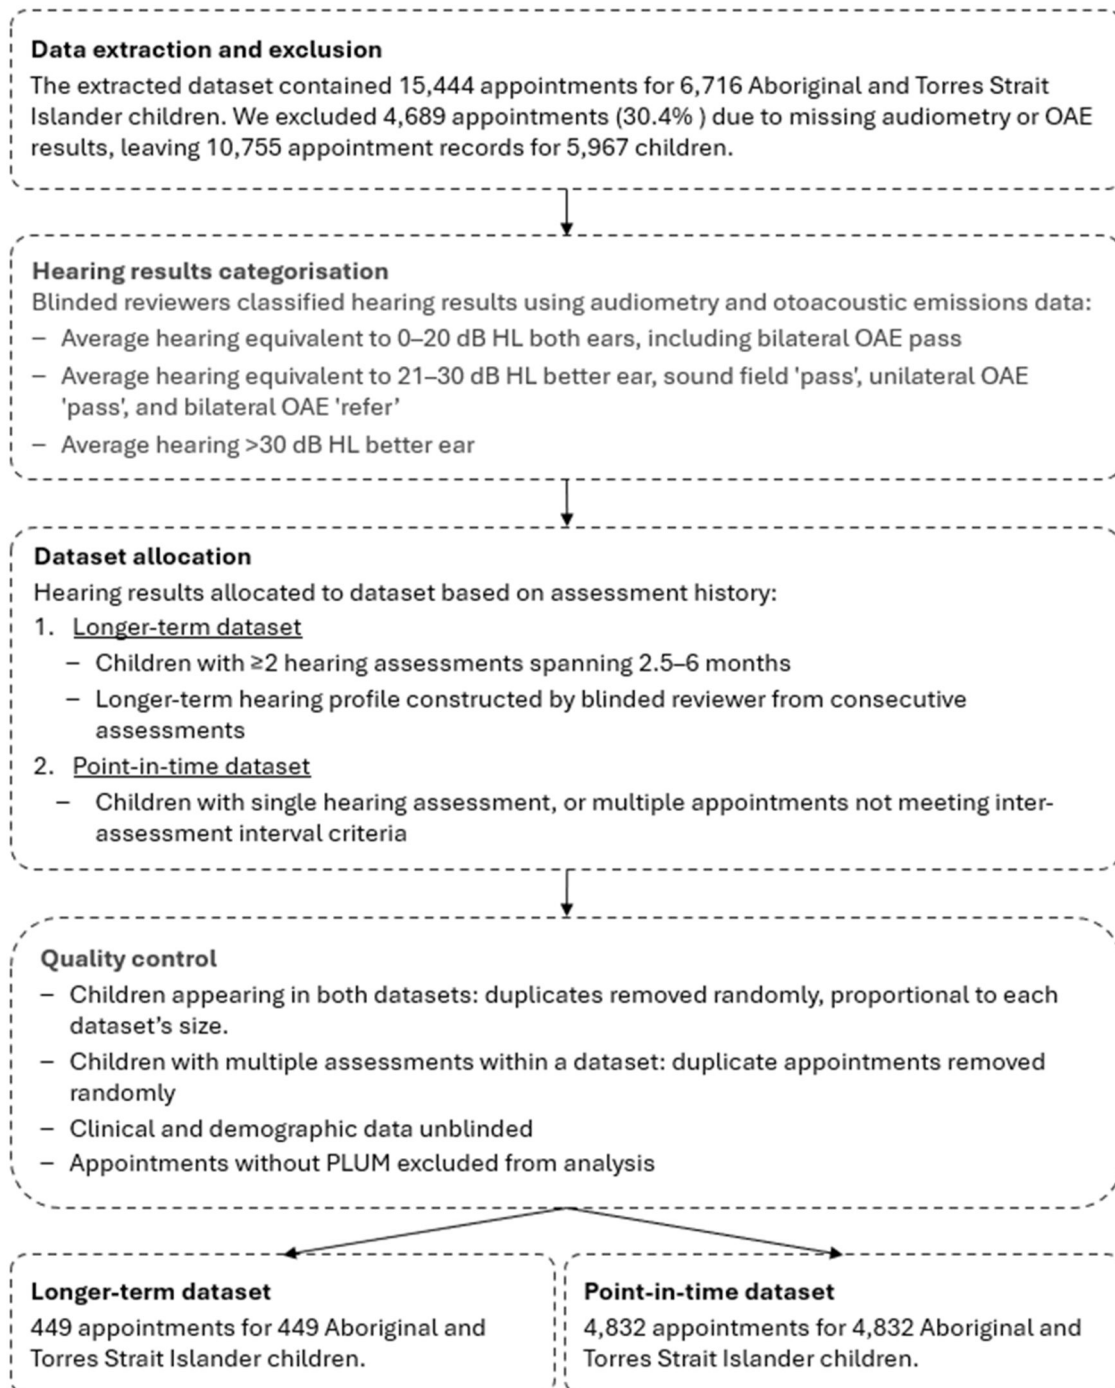 Data extraction and exclusion
The extracted dataset contained 15,444 appointments for 6,716 Aboriginal and Torres Strait
Islander children. We excluded 4,689 appointments (30.4% ) due to missing audiometry or OAE
results, leaving 10,755 appointment records for 5,967 children.
Hearing results categorisation
Blinded reviewers classified hearing results using audiometry and otoacoustic emissions data:
– Average hearing equivalent to 0–20 dB HL both ears, including bilateral OAE pass
– Average hearing equivalent to 21–30 dB HL better ear, sound field 'pass', unilateral OAE
'pass', and bilateral OAE 'refer’
– Average hearing >30 dB HL better ear
Dataset allocation
Hearing results allocated to dataset based on assessment history:
1. Longer-term dataset
– Children with ≥2 hearing assessments spanning 2.5–6 months
– Longer-term hearing profile constructed by blinded reviewer from consecutive
assessments
2. Point-in-time dataset
– Children with single hearing assessment, or multiple appointments not meeting inter-
assessment interval criteria
Quality control
– Children appearing in both datasets: duplicates removed randomly, proportional to each
dataset’s size.
– Children with multiple assessments within a dataset: duplicate appointments removed
randomly
– Clinical and demographic data unblinded
– Appointments without PLUM excluded from analysis
Longer-term dataset
449 appointments for 449 Aboriginal and
Torres Strait Islander children.
Point-in-time dataset
4,832 appointments for 4,832 Aboriginal and
Torres Strait Islander children.